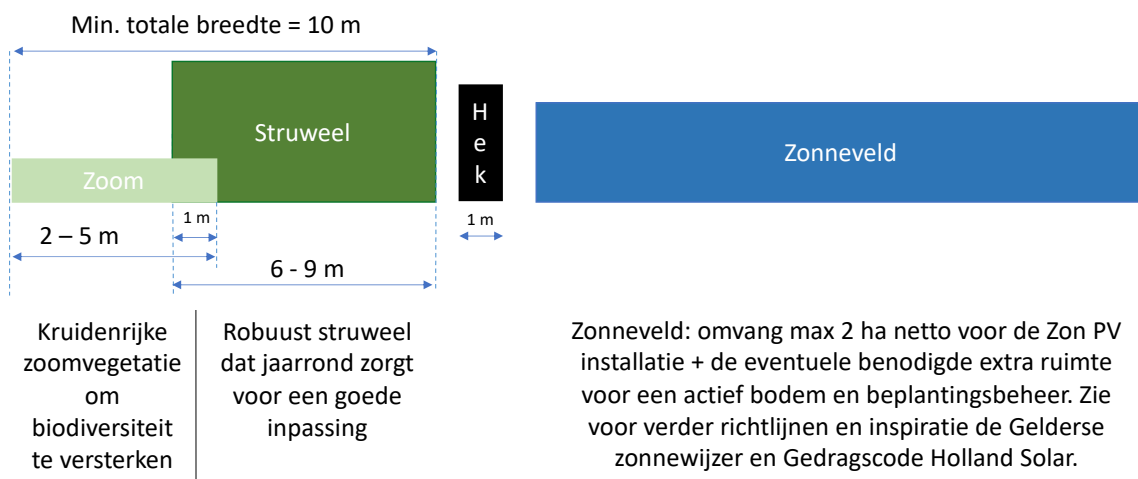 Min. totale breedte = 10 m
Struweel
Hek
Zonneveld
Zoom
1 m
1 m
2 – 5 m
6 - 9 m
Kruidenrijke
zoomvegetatie
om
biodiversiteit
te versterken
Robuust struweel
dat jaarrond zorgt
voor een goede
inpassing
Zonneveld: omvang max 2 ha netto voor de Zon PV
installatie + de eventuele benodigde extra ruimte
voor een actief bodem en beplantingsbeheer. Zie
voor verder richtlijnen en inspiratie de Gelderse
zonnewijzer en Gedragscode Holland Solar.